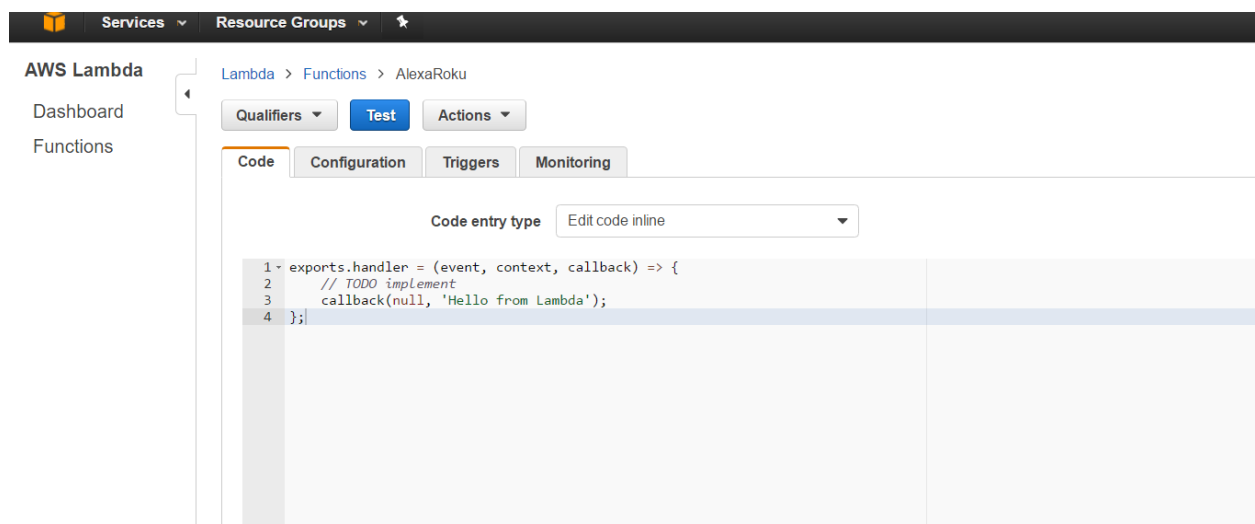 Services Resource Groups
AWS Lambda
Dashboard
Functions
Lambda > Functions > AlexaRoku
Qualifiers Test Actions
Code Configuration Triggers Monitoring
Code entry type Edit code inline
1 exports.handler = (event, context, callback) => {
2 // TODO implement
3 callback(null, 'Hello from Lambda');
4 };